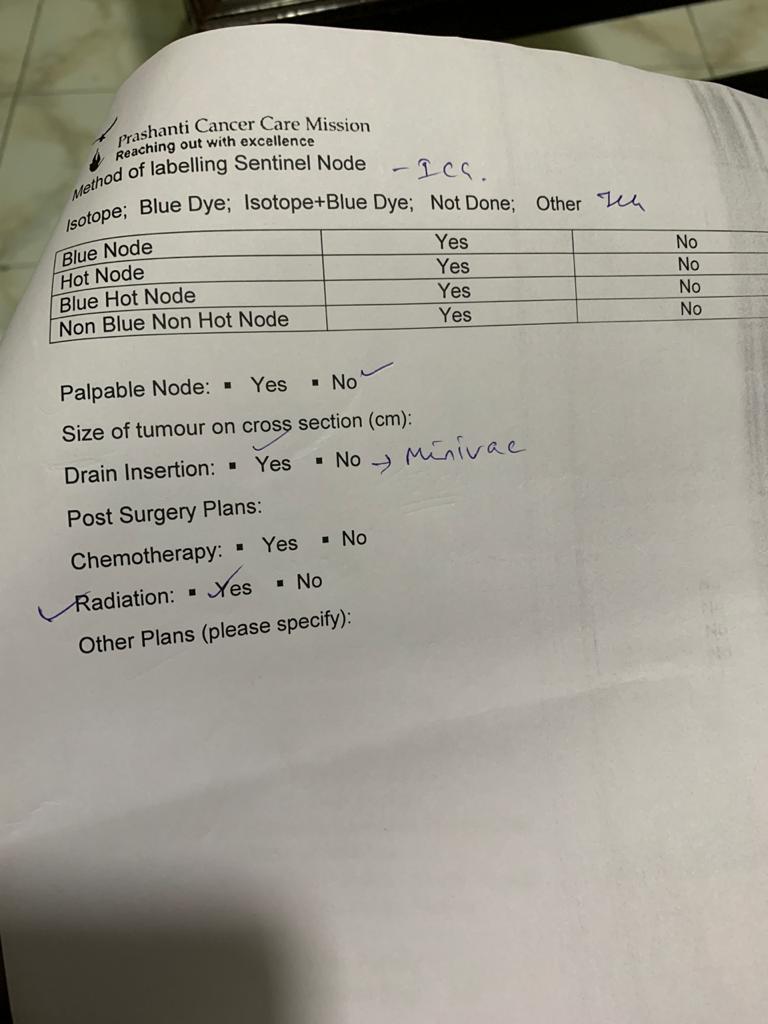 Prashanti Cancer Care Mission
Reaching out with excellence
Method of labelling Sentinel Node - ICG.
Isotope; Blue Dye; Isotope+Blue Dye; Not Done; Other
Blue Node Yes No
Hot Node Yes No
Blue Hot Node Yes No
Non Blue Non Hot Node Yes No
Palpable Node: ▪ Yes ▪ No ✓
Size of tumour on cross section (cm):
Drain Insertion: ▪ Yes ✓ ▪ No → Minivac
Post Surgery Plans:
Chemotherapy: ▪ Yes ▪ No
✓ Radiation: ▪ ✓ Yes ▪ No
Other Plans (please specify):